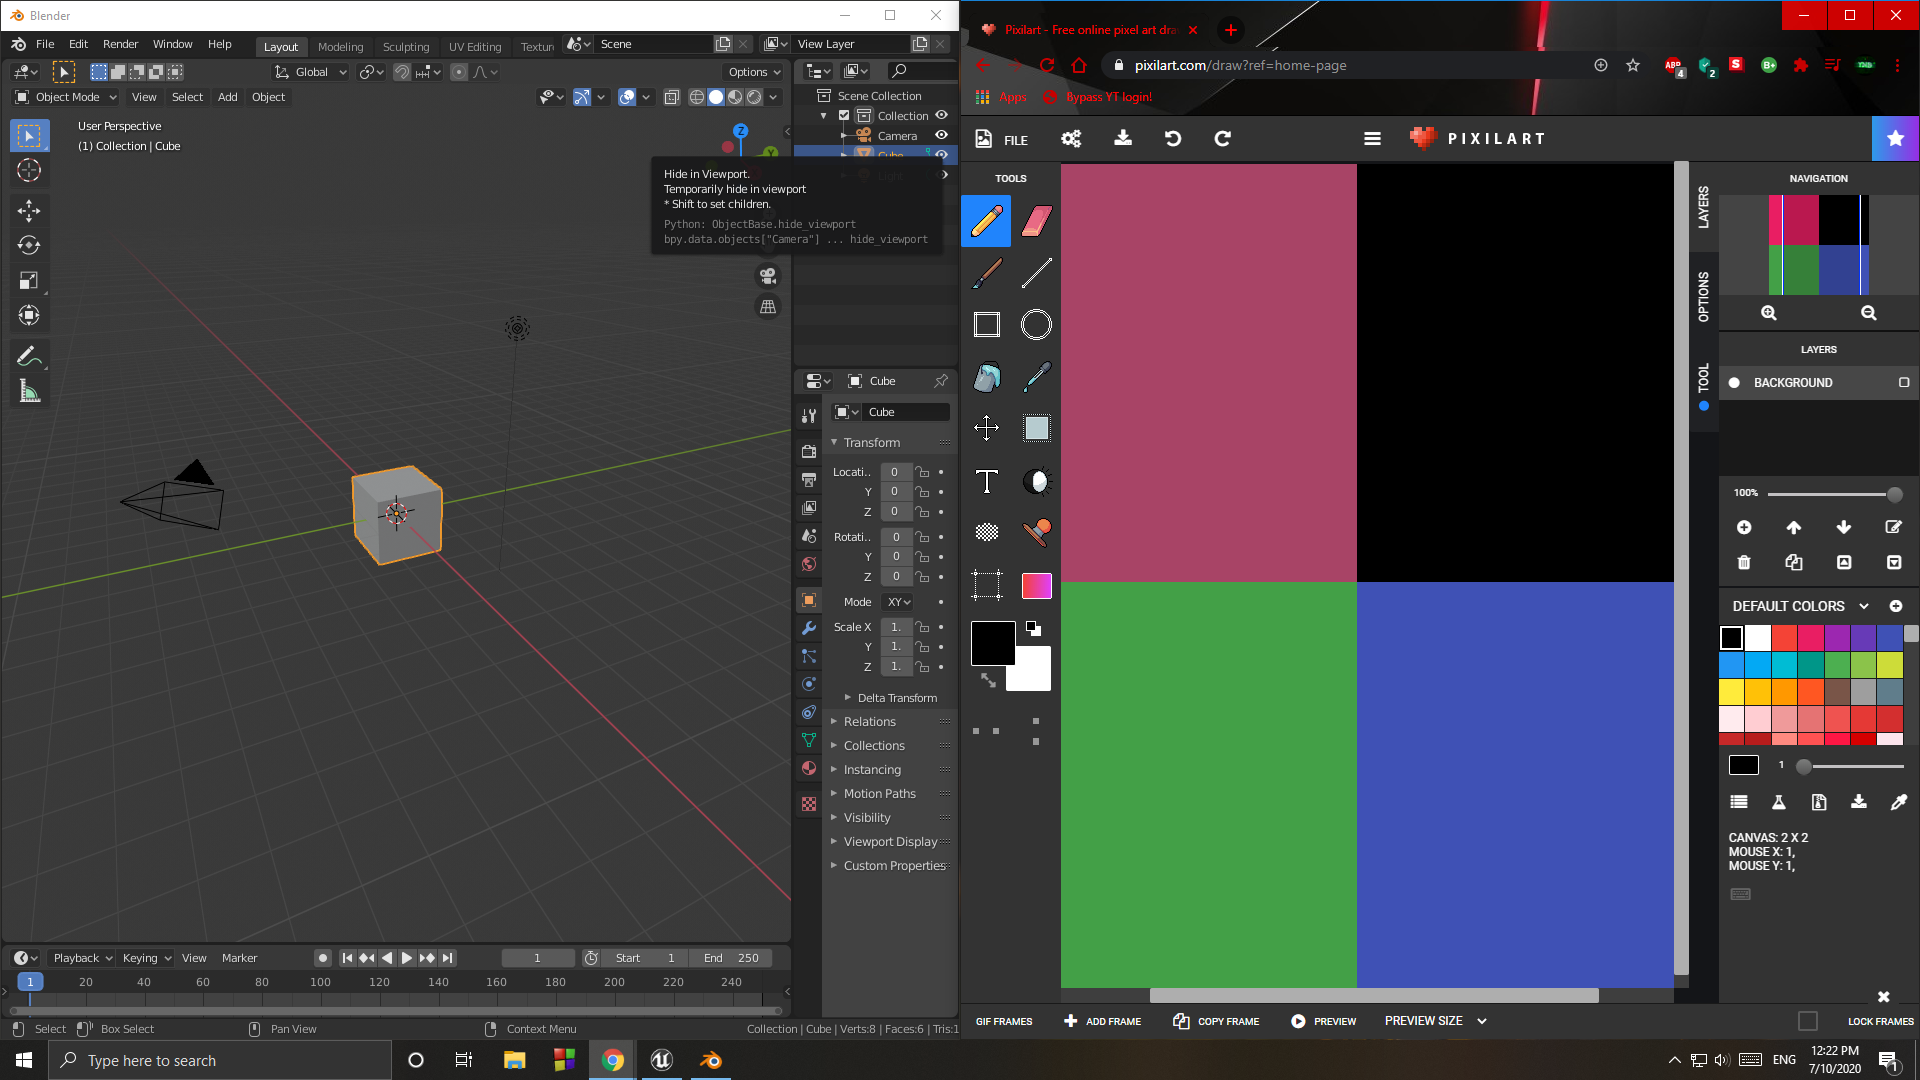 Blender
File Edit Render Window Help
Layout Modeling Sculpting UV Editing Texture
Scene
View Layer
Global
Options
Object Mode View Select Add Object
User Perspective
(1) Collection | Cube
Z
Y
Scene Collection
Collection
Camera
Cube
Hide in Viewport.
Temporarily hide in viewport
* Shift to set children.
Python: ObjectBase.hide_viewport
bpy.data.objects["Camera"] ... hide_viewport
Cube
Cube
Transform
Locati.. 0
Y 0
Z 0
Rotati.. 0
Y 0
Z 0
Mode XY
Scale X 1.
Y 1.
Z 1.
Delta Transform
Relations
Collections
Instancing
Motion Paths
Visibility
Viewport Display
Custom Properties
Playback Keying View Marker
1 Start 1 End 250
1 20 40 60 80 100 120 140 160 180 200 220 240
Select Box Select Pan View Context Menu
Collection | Cube | Verts:8 | Faces:6 | Tris:1
Pixilart - Free online pixel art dra
pixilart.com/draw?ref=home-page
ABP 4 2 S B+
Apps Bypass YT login!
FILE
PIXILART
TOOLS
T
LAYERS
OPTIONS
TOOL
NAVIGATION
LAYERS
BACKGROUND
100%
DEFAULT COLORS
1
CANVAS: 2 X 2
MOUSE X: 1,
MOUSE Y: 1,
GIF FRAMES ADD FRAME COPY FRAME PREVIEW PREVIEW SIZE LOCK FRAMES
Type here to search
ENG
12:22 PM
7/10/2020
1